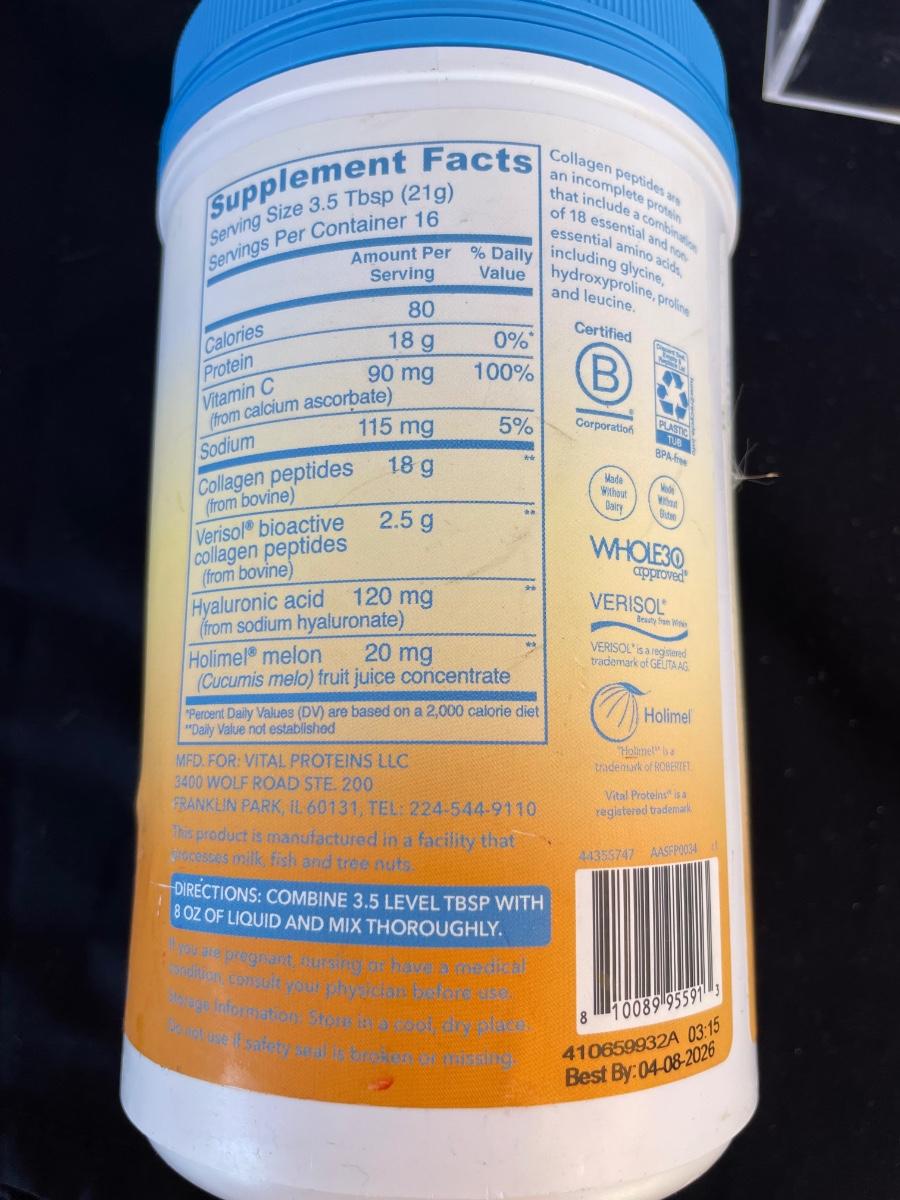 Supplement Facts
Serving Size 3.5 Tbsp (21g)
Servings Per Container 16
Amount Per Serving % Daily Value
Calories 80
Protein 18 g 0%*
Vitamin C 90 mg 100%
(from calcium ascorbate)
Sodium 115 mg 5%
Collagen peptides 18 g **
(from bovine)
Verisol® bioactive 2.5 g **
collagen peptides
(from bovine)
Hyaluronic acid 120 mg **
(from sodium hyaluronate)
Holimel® melon 20 mg **
(Cucumis melo) fruit juice concentrate
*Percent Daily Values (DV) are based on a 2,000 calorie diet
**Daily Value not established
MFD. FOR: VITAL PROTEINS LLC
3400 WOLF ROAD STE. 200
FRANKLIN PARK, IL 60131, TEL: 224-544-9110
This product is manufactured in a facility that
processes milk, fish and tree nuts.
DIRECTIONS: COMBINE 3.5 LEVEL TBSP WITH
8 OZ OF LIQUID AND MIX THOROUGHLY.
If you are pregnant, nursing or have a medical
condition, consult your physician before use.
Storage Information: Store in a cool, dry place.
Do not use if safety seal is broken or missing.
Collagen peptides are
an incomplete protein
that include a combination
of 18 essential and non-
essential amino acids,
including glycine,
hydroxyproline, proline
and leucine.
Certified
B
Corporation
PLASTIC
TUB
BPA-free
Made
Without
Dairy
Made
Without
Gluten
WHOLE30
approved®
VERISOL®
Beauty from Within
VERISOL® is a registered
trademark of GELITA AG.
Holimel
"Holimel" is a
trademark of ROBERTET.
Vital Proteins® is a
registered trademark
44355747 AASFP0034
8 10089 95591 3
410659932A 03:15
Best By: 04-08-2026